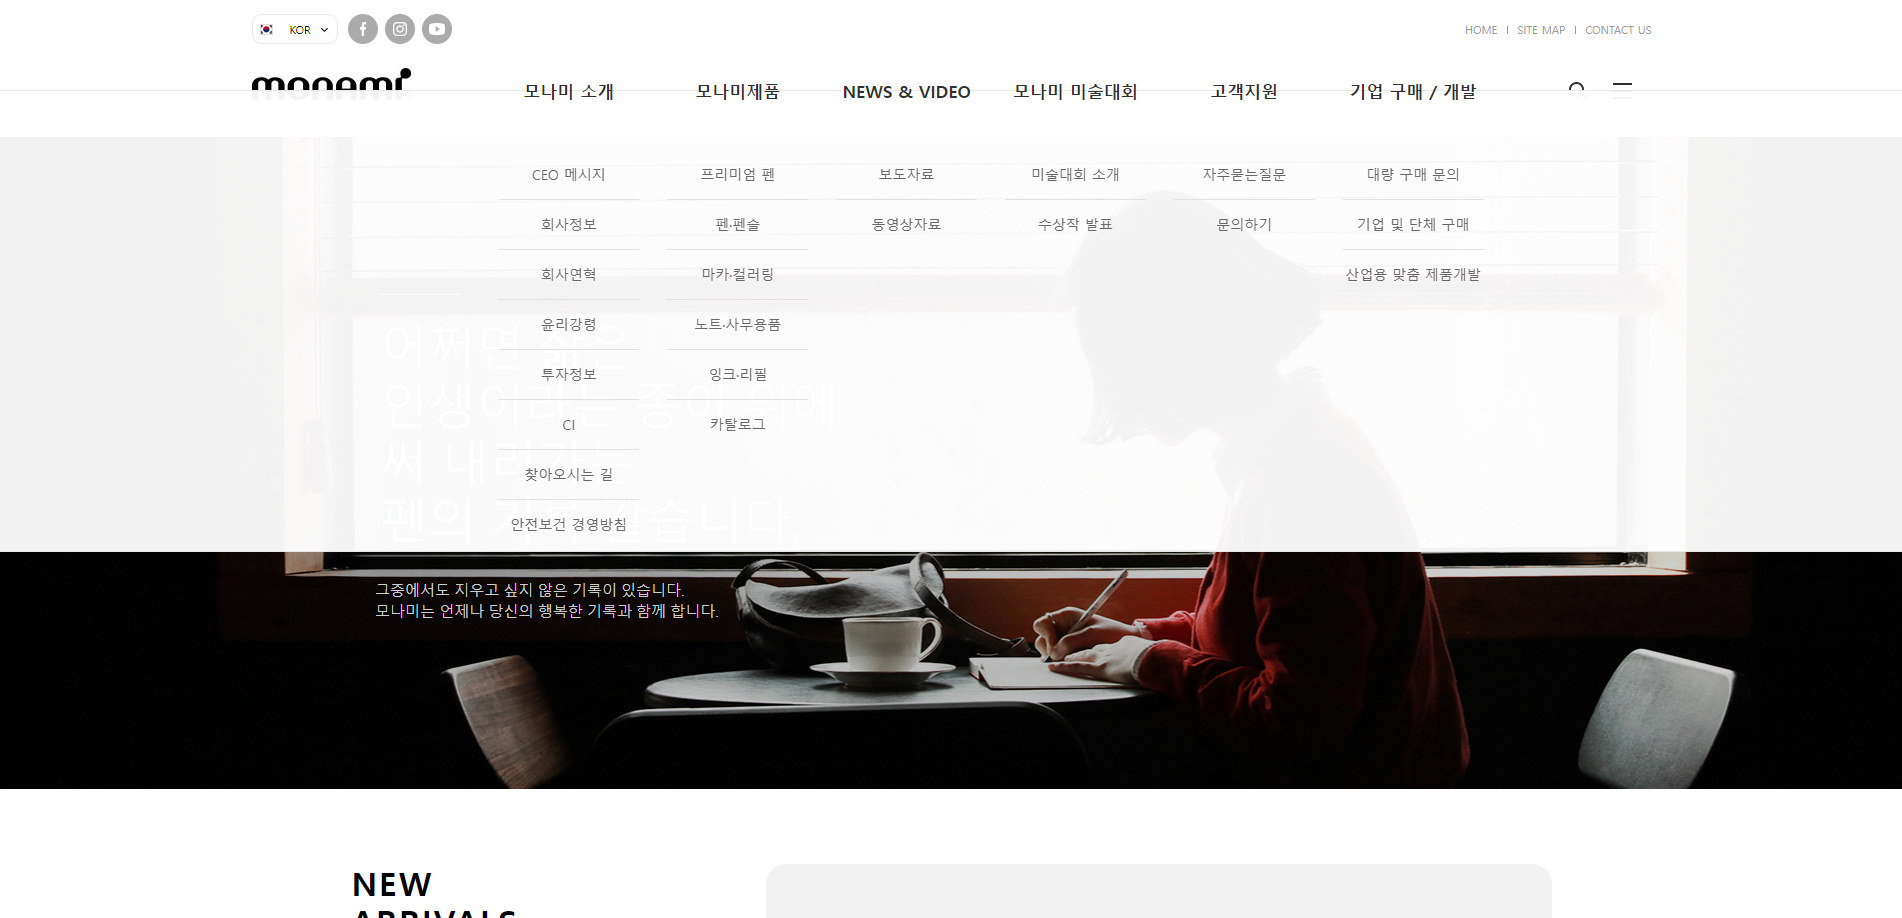 KOR
HOME
SITE MAP
CONTACT US
monami
모나미 소개
모나미제품
NEWS & VIDEO
모나미 미술대회
고객지원
기업 구매 / 개발
CEO 메시지
회사정보
회사연혁
윤리강령
투자정보
CI
찾아오시는 길
안전보건 경영방침
프리미엄 펜
펜·펜슬
마카·컬러링
노트·사무용품
잉크·리필
카탈로그
보도자료
동영상자료
미술대회 소개
수상작 발표
자주묻는질문
문의하기
대량 구매 문의
기업 및 단체 구매
산업용 맞춤 제품개발
어쩌면 삶은
인생이라는 종이 위에
써 내려가는
펜의 기록 같습니다.
그중에서도 지우고 싶지 않은 기록이 있습니다.
모나미는 언제나 당신의 행복한 기록과 함께 합니다.
NEW
ARRIVALS